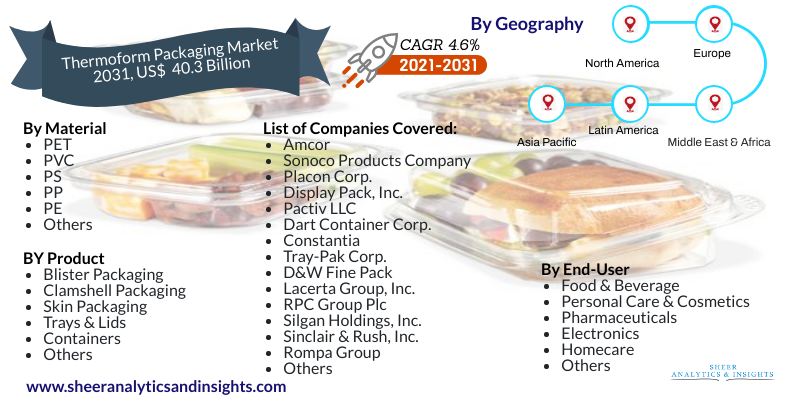 Thermoform Packaging Market
2031, US$ 40.3 Billion
CAGR 4.6%
2021-2031
By Geography
North America
Europe
Asia Pacific
Latin America
Middle East & Africa
By Material
• PET
• PVC
• PS
• PP
• PE
• Others
BY Product
• Blister Packaging
• Clamshell Packaging
• Skin Packaging
• Trays & Lids
• Containers
• Others
List of Companies Covered:
• Amcor
• Sonoco Products Company
• Placon Corp.
• Display Pack, Inc.
• Pactiv LLC
• Dart Container Corp.
• Constantia
• Tray-Pak Corp.
• D&W Fine Pack
• Lacerta Group, Inc.
• RPC Group Plc
• Silgan Holdings, Inc.
• Sinclair & Rush, Inc.
• Rompa Group
• Others
By End-User
• Food & Beverage
• Personal Care & Cosmetics
• Pharmaceuticals
• Electronics
• Homecare
• Others
www.sheeranalyticsandinsights.com
SHEER
ANALYTICS & INSIGHTS